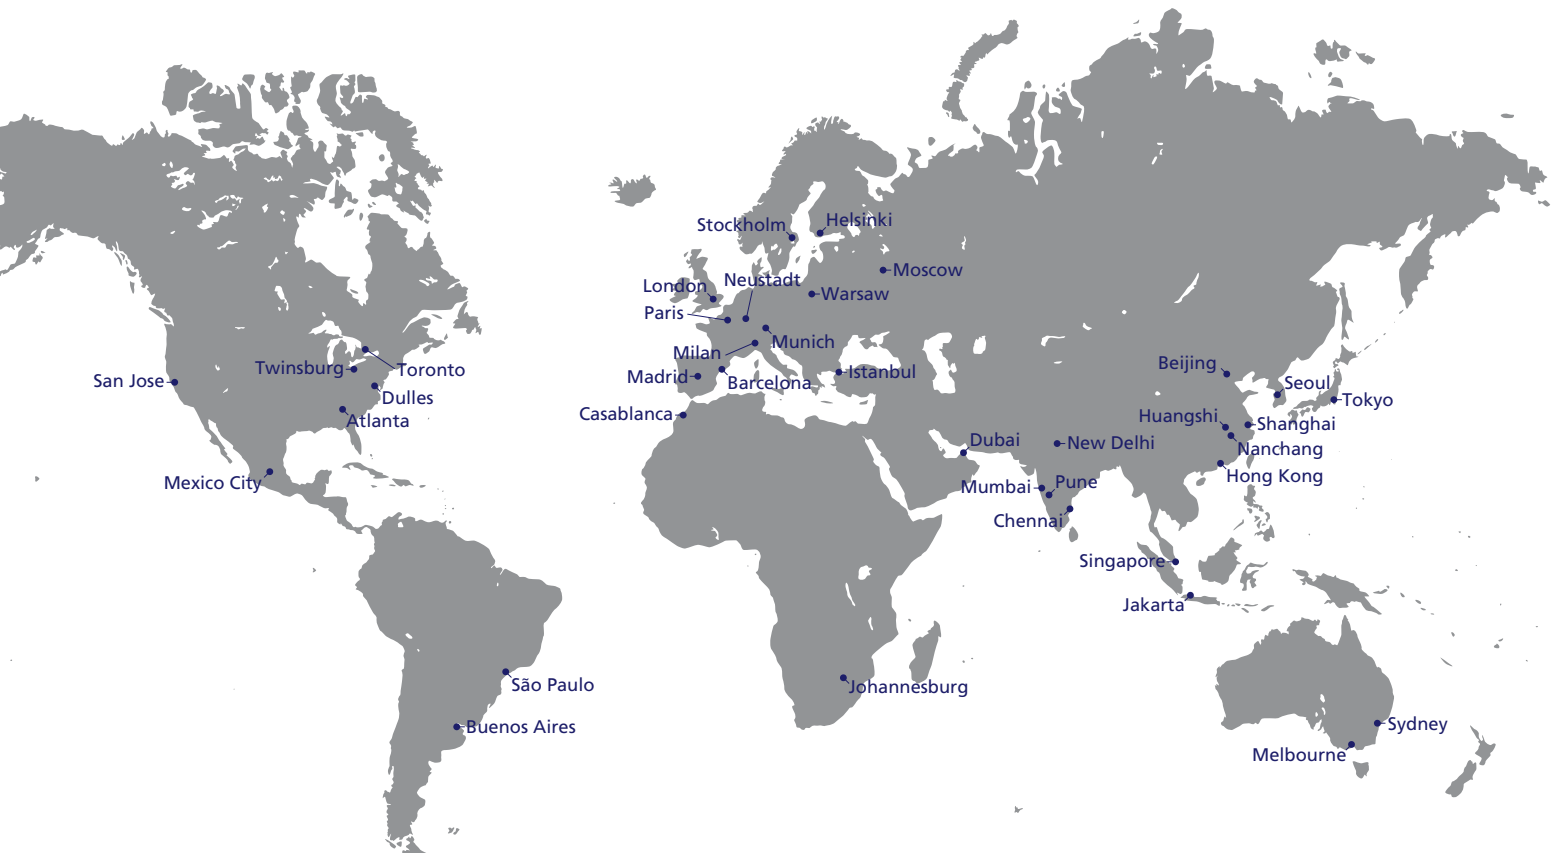 Stockholm
Helsinki
Moscow
London
Neustadt
Warsaw
Paris
Munich
Milan
Madrid
Barcelona
Istanbul
Casablanca
San Jose
Twinsburg
Toronto
Dulles
Atlanta
Mexico City
São Paulo
Buenos Aires
Johannesburg
Dubai
New Delhi
Mumbai
Pune
Chennai
Beijing
Seoul
Tokyo
Huangshi
Shanghai
Nanchang
Hong Kong
Singapore
Jakarta
Sydney
Melbourne